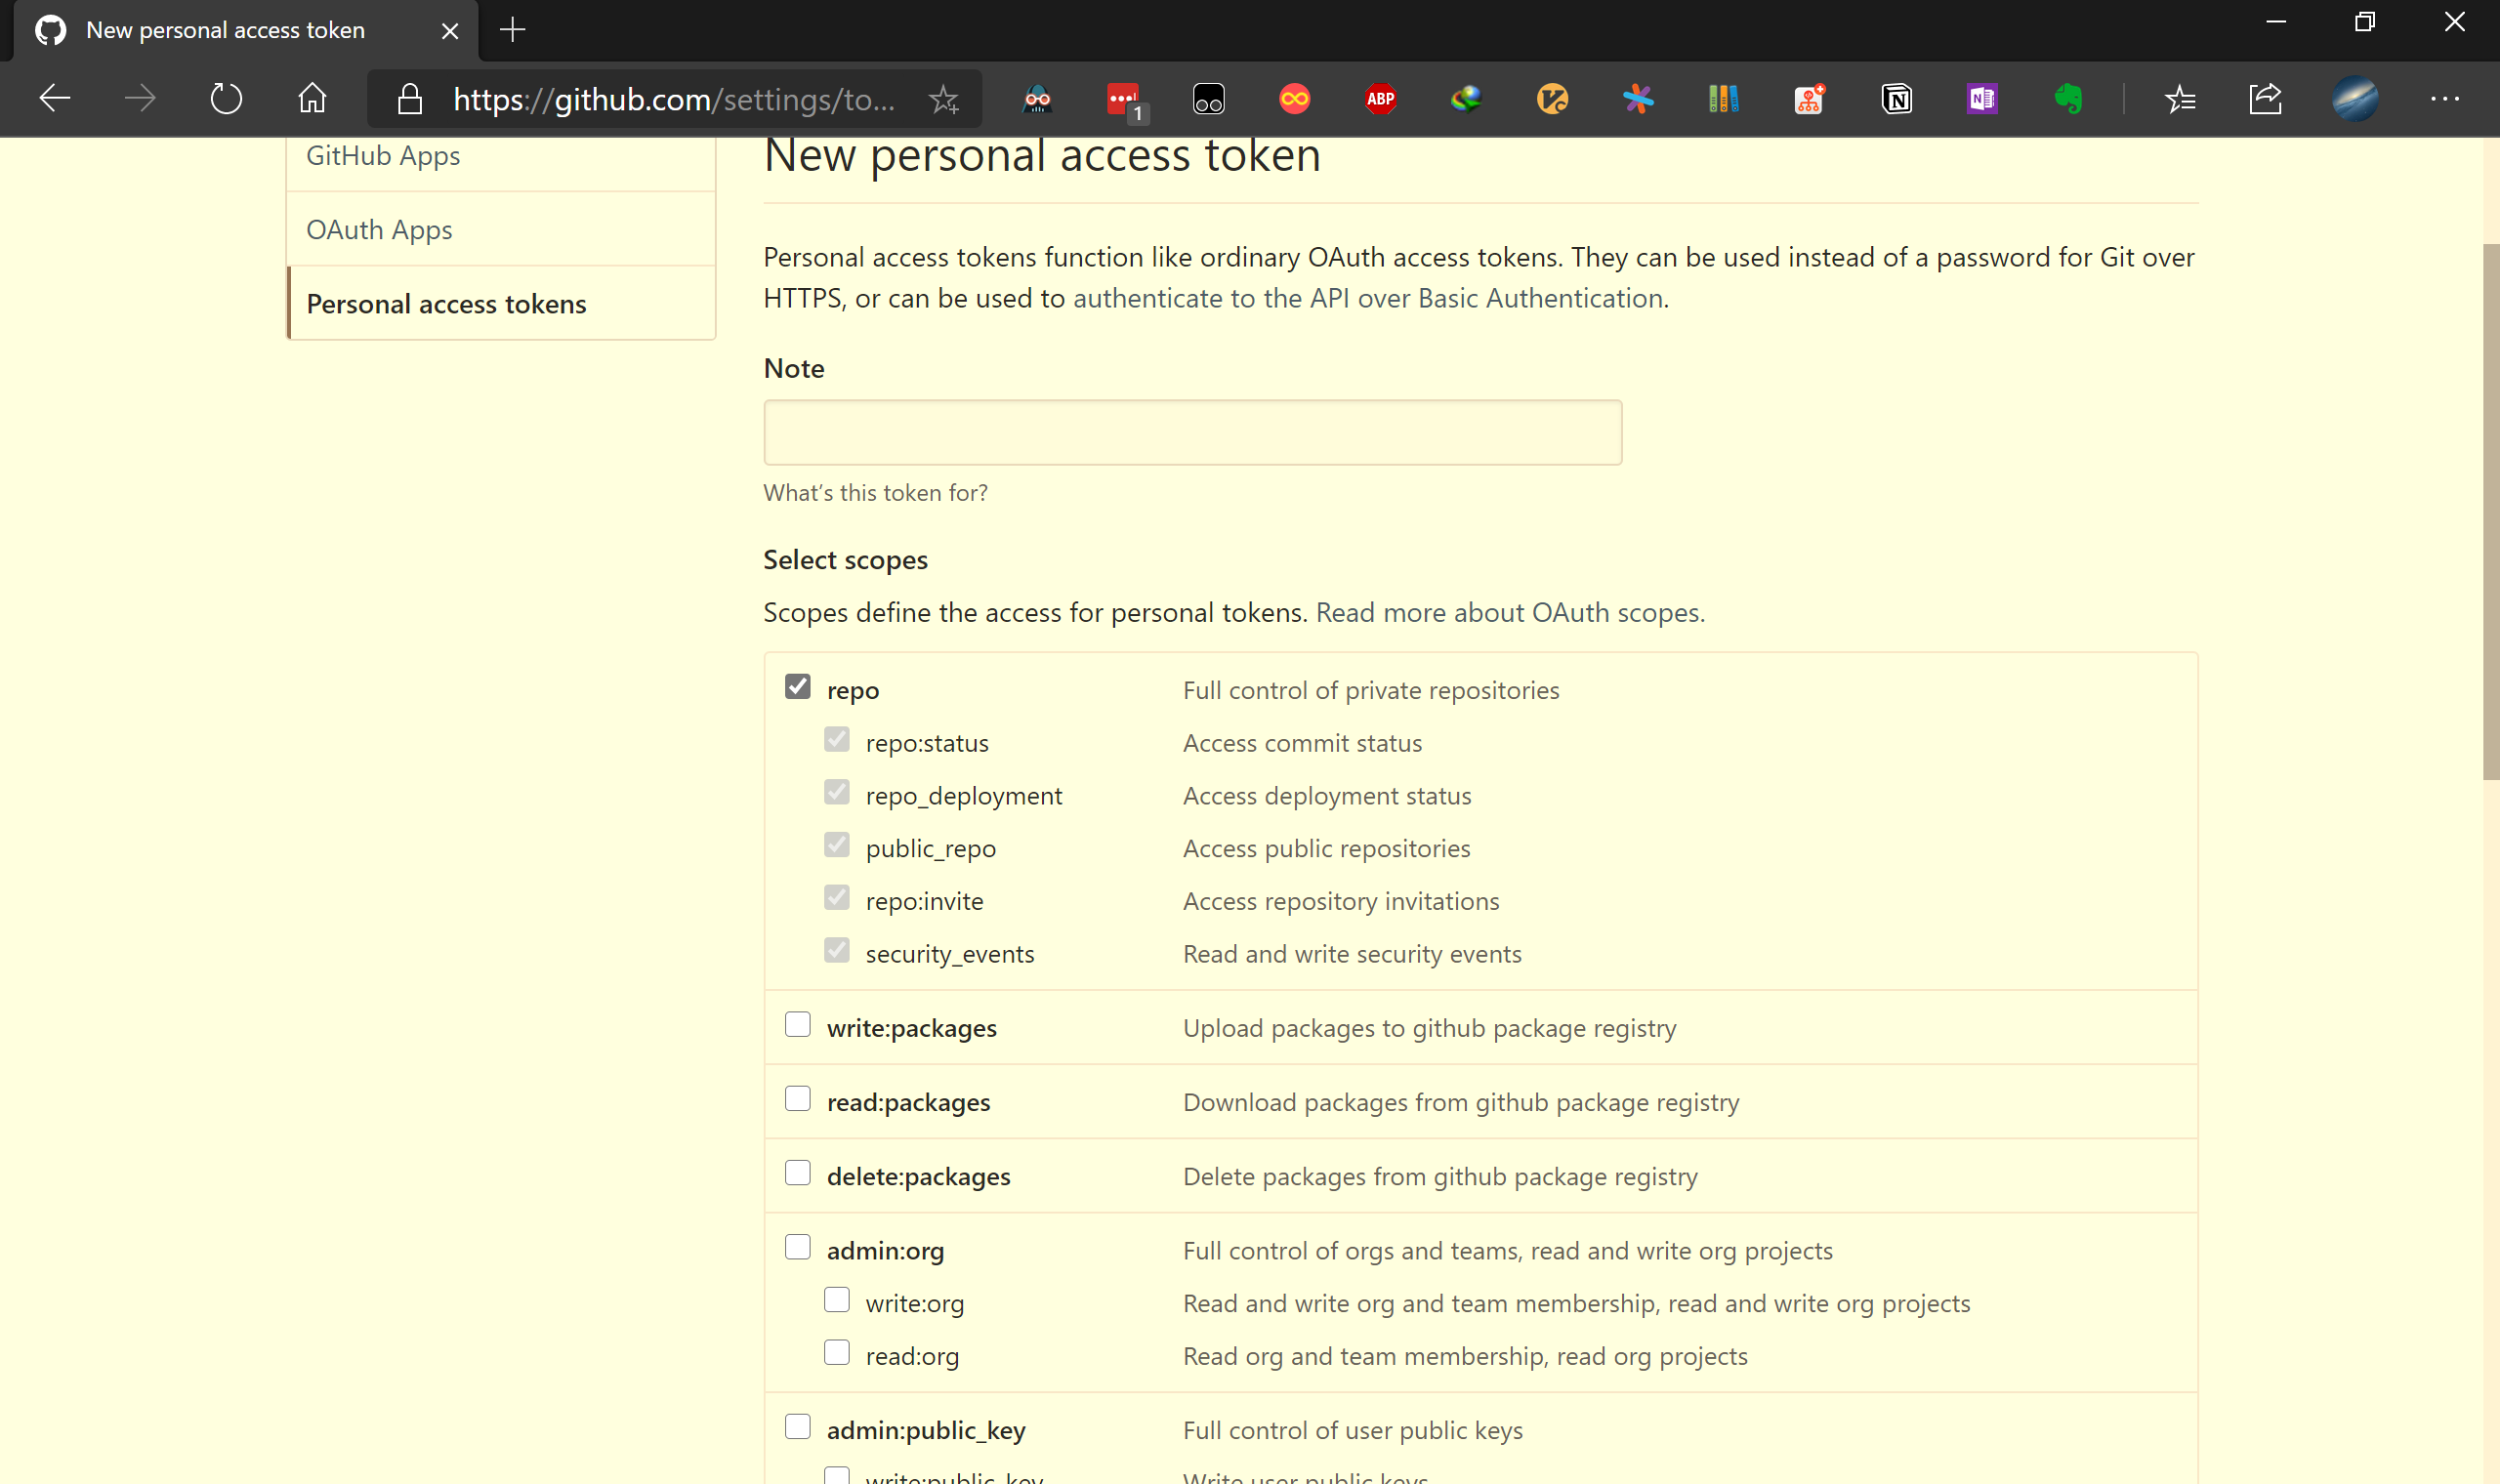 New personal access token
https://github.com/settings/to...
1
ABP
N
N
GitHub Apps
OAuth Apps
Personal access tokens
New personal access token
Personal access tokens function like ordinary OAuth access tokens. They can be used instead of a password for Git over
HTTPS, or can be used to authenticate to the API over Basic Authentication.
Note
What's this token for?
Select scopes
Scopes define the access for personal tokens. Read more about OAuth scopes.
repo Full control of private repositories
repo:status Access commit status
repo_deployment Access deployment status
public_repo Access public repositories
repo:invite Access repository invitations
security_events Read and write security events
write:packages Upload packages to github package registry
read:packages Download packages from github package registry
delete:packages Delete packages from github package registry
admin:org Full control of orgs and teams, read and write org projects
write:org Read and write org and team membership, read and write org projects
read:org Read org and team membership, read org projects
admin:public_key Full control of user public keys
write:public_key Write user public keys